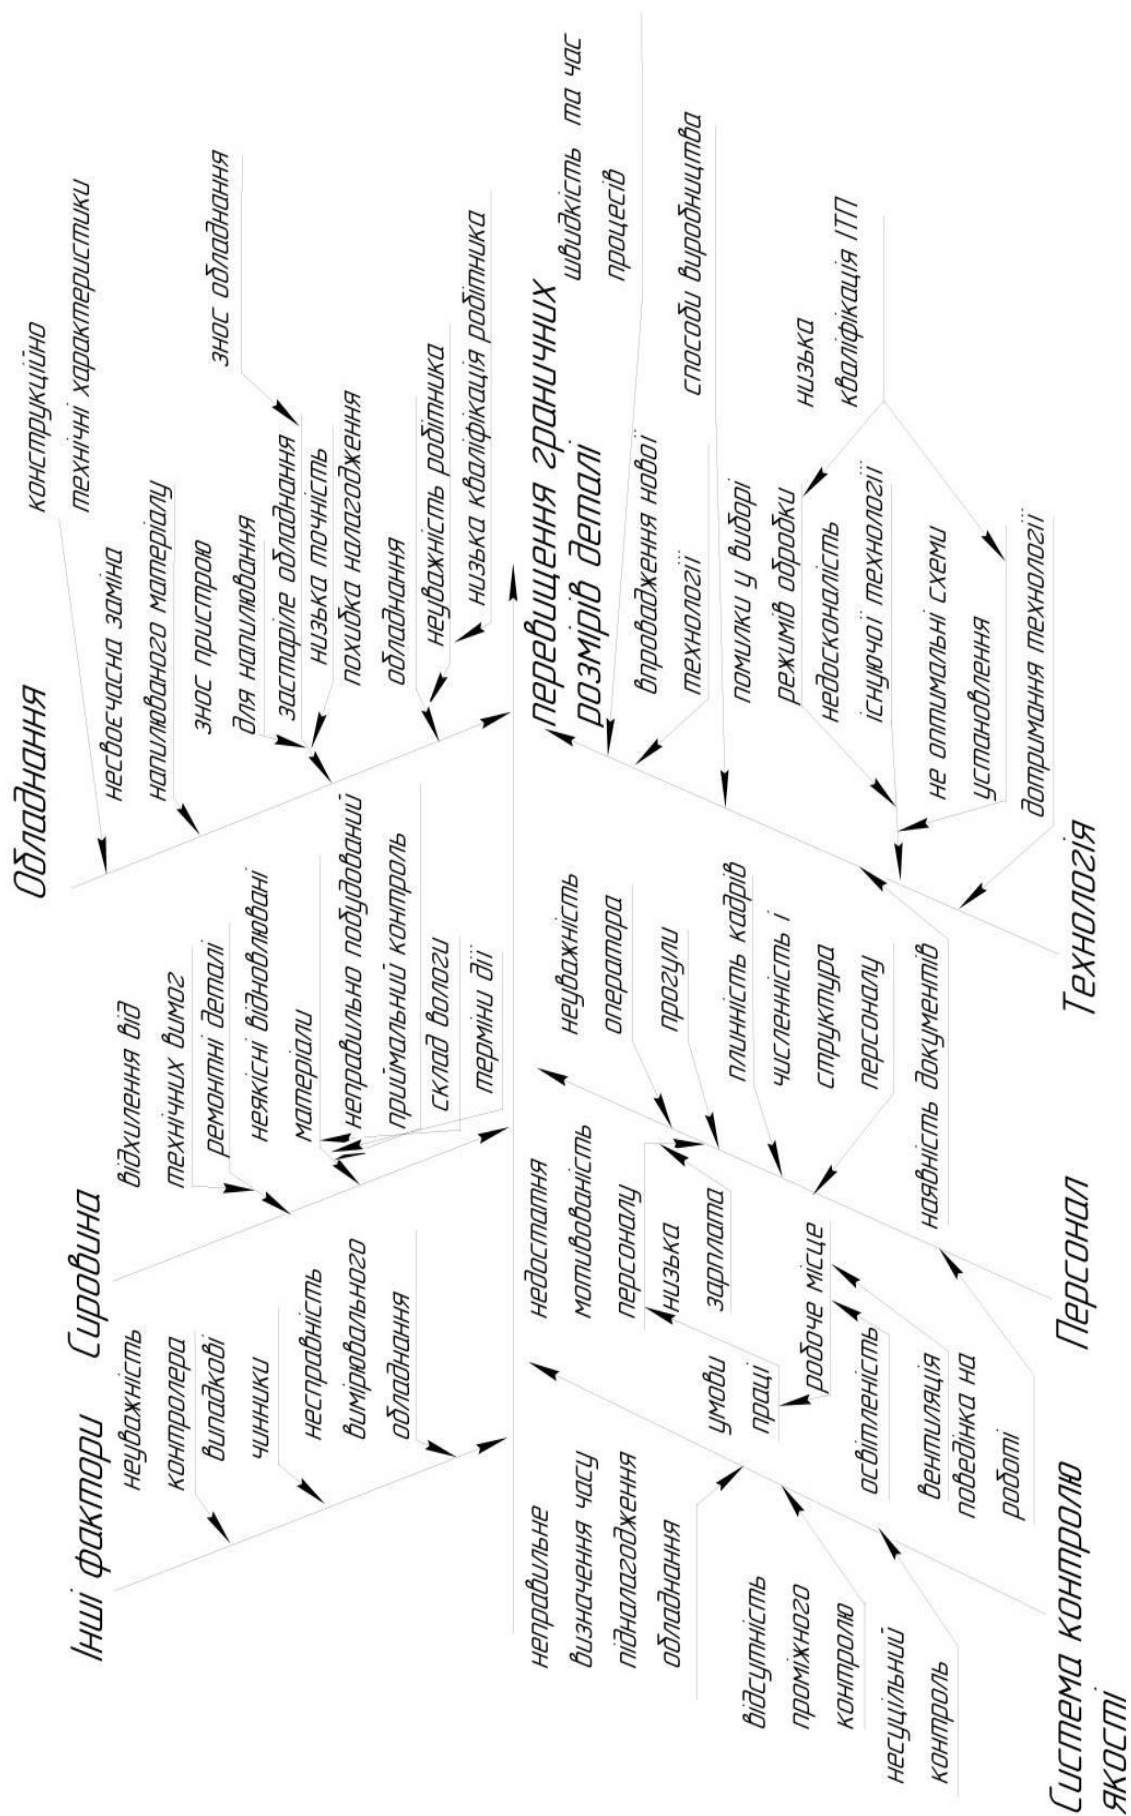 Інші фактори
неуважність
контролера
випадкові
чинники
несправність
вимірювального
обладнання
Сировина
відхилення від
технічних вимог
ремонтні деталі
неякісні відновлювані
матеріали
неправильно побудований
приймальний контроль
склад вологи
терміни дії
Обладнання
конструкційно
технічні характеристики
несвоєчасна заміна
напилюваного матеріалу
знос пристрою
для напилювання
знос обладнання
застаріле обладнання
низька точність
похибка налагодження
обладнання
неуважність робітника
низька кваліфікація робітника
перевищення граничних
розмірів деталі
неправильне
визначення часу
підналагодження
обладнання
відсутність
проміжного
контролю
несуцільний
контроль
Система контролю
якості
недостатня
мотивованість
персоналу
низька
зарплата
умови
праці
робоче місце
освітленість
вентиляція
поведінка на
роботі
неуважність
оператора
прогули
плинність кадрів
численність і
структура
персоналу
наявність документів
Персонал
швидкість та час
процесів
впровадження нової
технології
способи виробництва
помилки у виборі
режимів обробки
недосконалість
існуючої технології
низька
кваліфікація ІТП
не оптимальні схеми
установлення
дотримання технології
Технологія